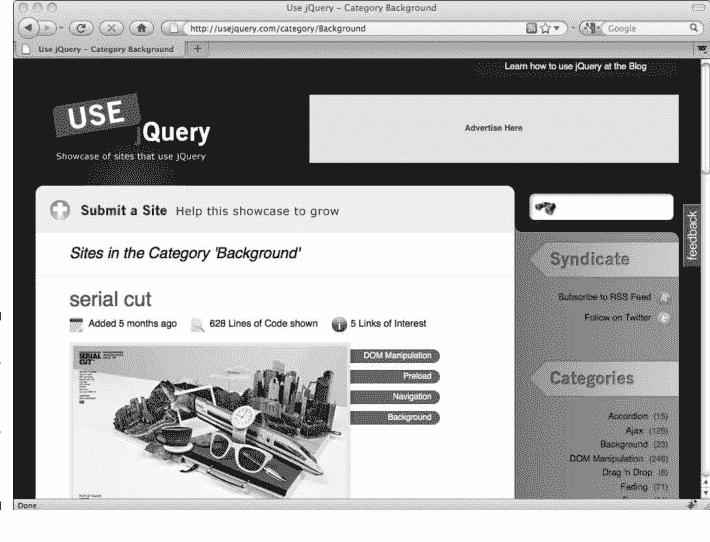 Use jQuery – Category Background
http://usejquery.com/category/Background
Google
Use jQuery – Category Background
Learn how to use jQuery at the Blog
USE
jQuery
Showcase of sites that use jQuery
Advertise Here
Submit a Site Help this showcase to grow
feedback
Sites in the Category 'Background'
Syndicate
Subscribe to RSS Feed
Follow on Twitter
serial cut
Added 5 months ago 628 Lines of Code shown 5 Links of Interest
SERIAL CUT
DOM Manipulation
Preload
Navigation
Background
Categories
Accordion (15)
Ajax (126)
Background (23)
DOM Manipulation (246)
Drag 'n Drop (8)
Fading (71)
Done